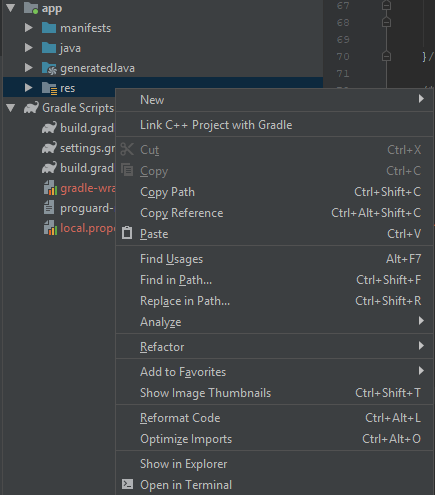 app
manifests
java
generatedJava
res
Gradle Scripts
build.grad
settings.gr
build.grad
gradle-wra
proguard-
local.prope
67
68
69
70
71
}/
New
Link C++ Project with Gradle
Cut Ctrl+X
Copy Ctrl+C
Copy Path Ctrl+Shift+C
Copy Reference Ctrl+Alt+Shift+C
Paste Ctrl+V
Find Usages Alt+F7
Find in Path... Ctrl+Shift+F
Replace in Path... Ctrl+Shift+R
Analyze
Refactor
Add to Favorites
Show Image Thumbnails Ctrl+Shift+T
Reformat Code Ctrl+Alt+L
Optimize Imports Ctrl+Alt+O
Show in Explorer
Open in Terminal